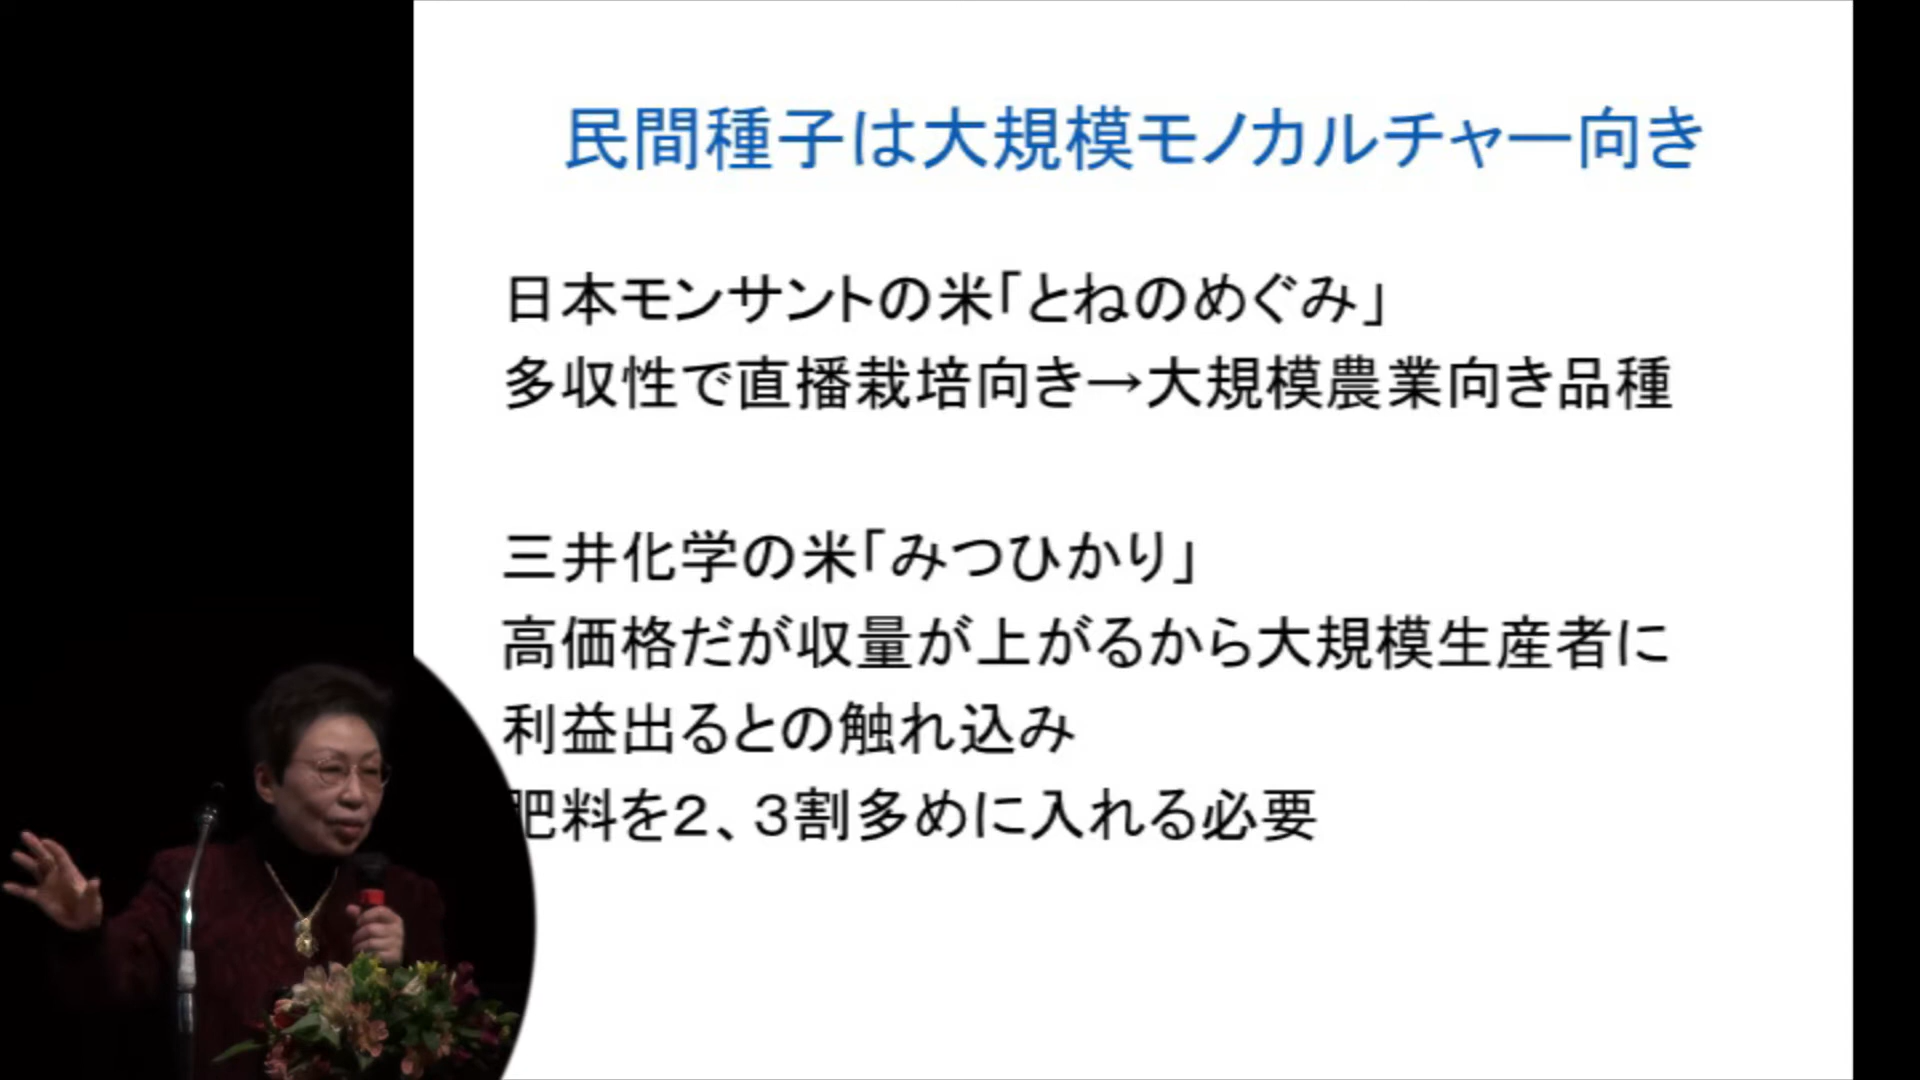 民間種子は大規模モノカルチャー向き
日本モンサントの米「とねのめぐみ」
多収性で直播栽培向き→大規模農業向き品種
三井化学の米「みつひかり」
高価格だが収量が上がるから大規模生産者に
利益出るとの触れ込み
肥料を2、3割多めに入れる必要